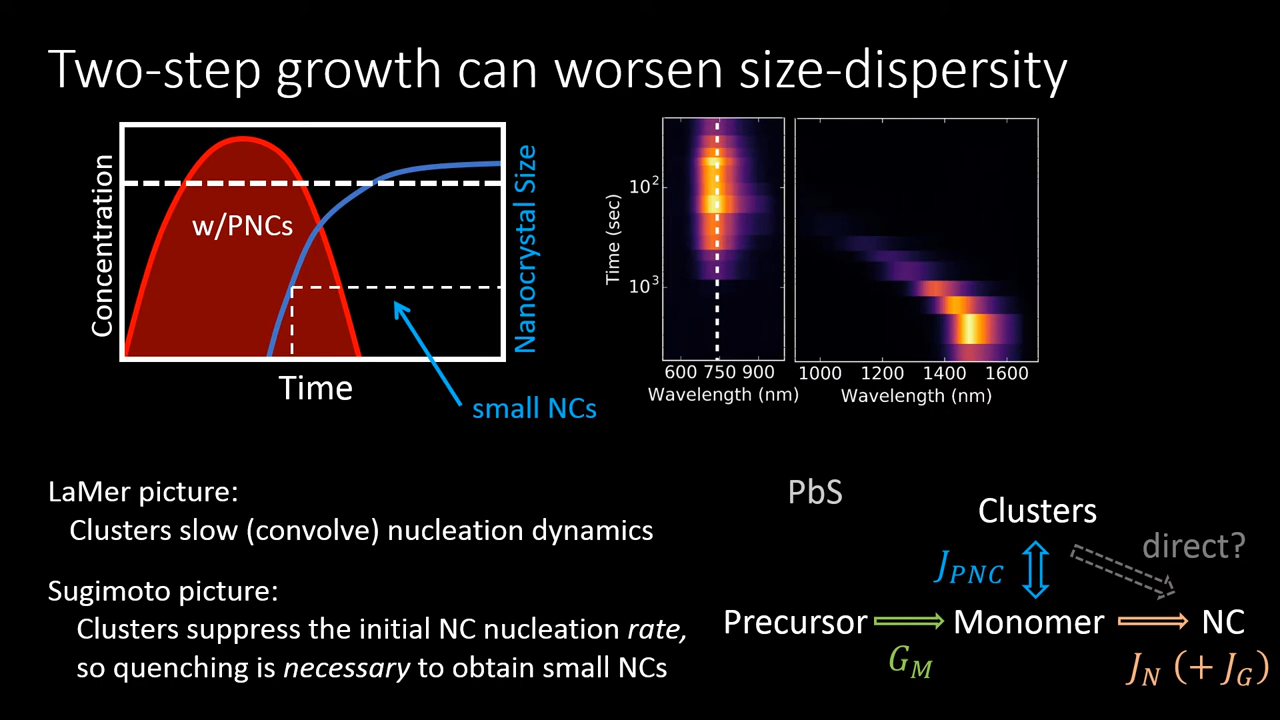 Two-step growth can worsen size-dispersity
Concentration
w/PNCs
Nanocrystal Size
Time
small NCs
Time (sec)
10²
10³
600 750 900
Wavelength (nm)
1000 1200 1400 1600
Wavelength (nm)
LaMer picture:
Clusters slow (convolve) nucleation dynamics
Sugimoto picture:
Clusters suppress the initial NC nucleation rate,
so quenching is necessary to obtain small NCs
PbS
Clusters
direct?
J_PNC
Precursor Monomer NC
G_M
J_N (+ J_G)